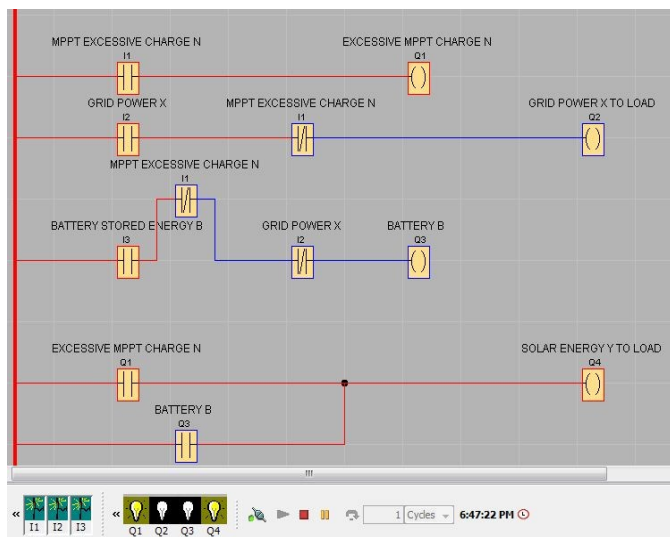 MPPT EXCESSIVE CHARGE N EXCESSIVE MPPT CHARGE N
I1 Q1
GRID POWER X MPPT EXCESSIVE CHARGE N GRID POWER X TO LOAD
I2 I1 Q2
MPPT EXCESSIVE CHARGE N
I1
BATTERY STORED ENERGY B GRID POWER X BATTERY B
I3 I2 Q3
EXCESSIVE MPPT CHARGE N SOLAR ENERGY Y TO LOAD
Q1 Q4
BATTERY B
Q3
« I1 I2 I3 « Q1 Q2 Q3 Q4 1 Cycles 6:47:22 PM